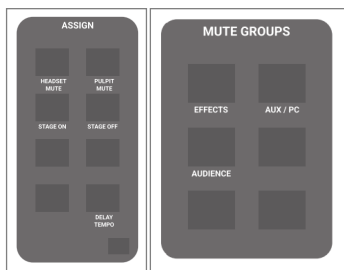 ASSIGN
HEADSET
MUTE
PULPIT
MUTE
STAGE ON
STAGE OFF
DELAY
TEMPO
MUTE GROUPS
EFFECTS
AUX / PC
AUDIENCE